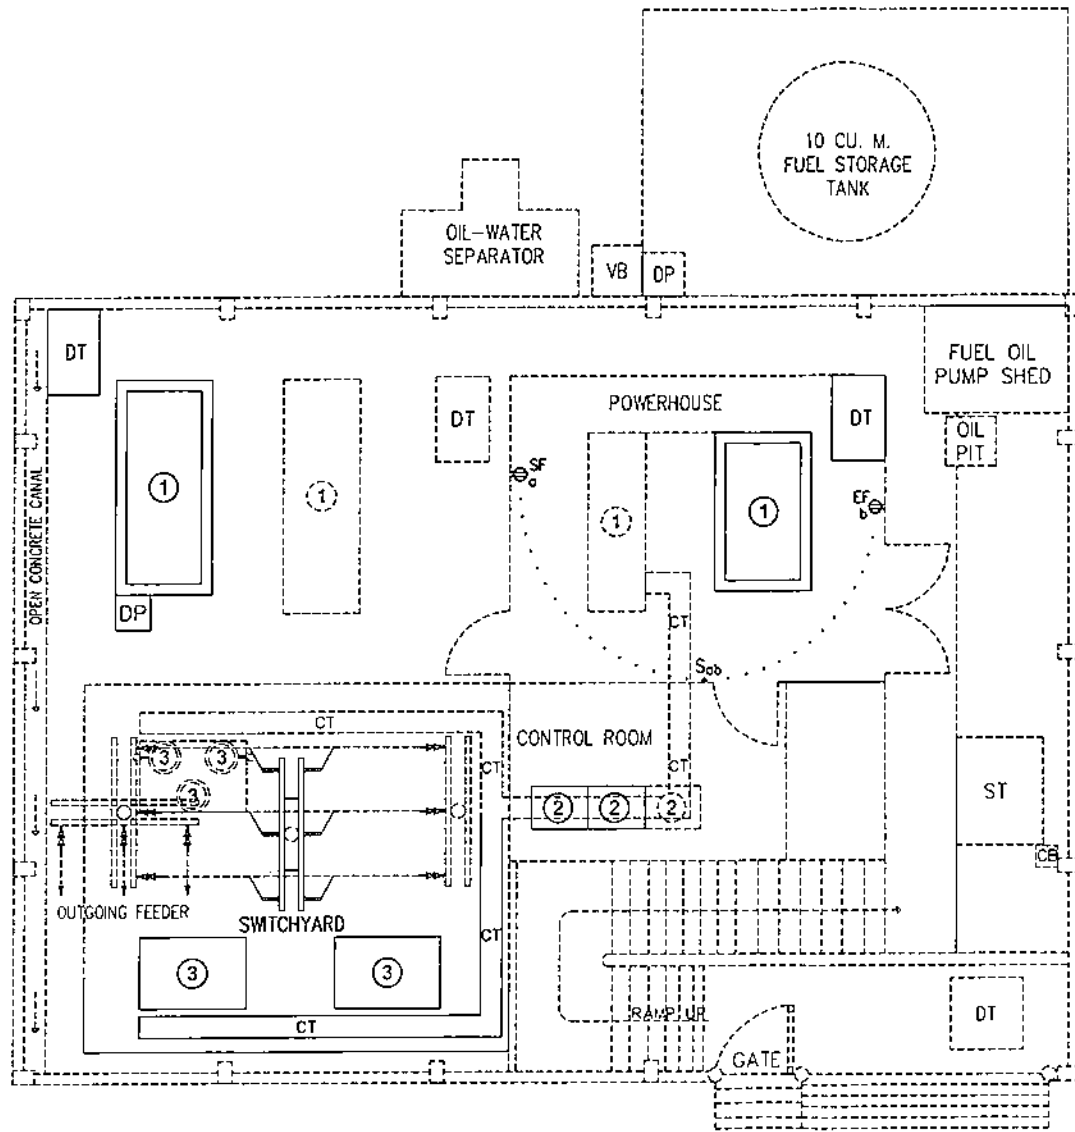 10 CU. M.
FUEL STORAGE
TANK
OIL-WATER
SEPARATOR
VB
DP
DT
FUEL OIL
PUMP SHED
POWERHOUSE
DT
DT
OIL
PIT
SF
a
EF
b
1
1
1
1
OPEN CONCRETE CANAL
DP
CT
Sab
CT
CONTROL ROOM
CT
CT
3
3
3
2
2
2
ST
CB
OUTGOING FEEDER
SWITCHYARD
CT
3
3
CT
RAMP UP
DT
GATE